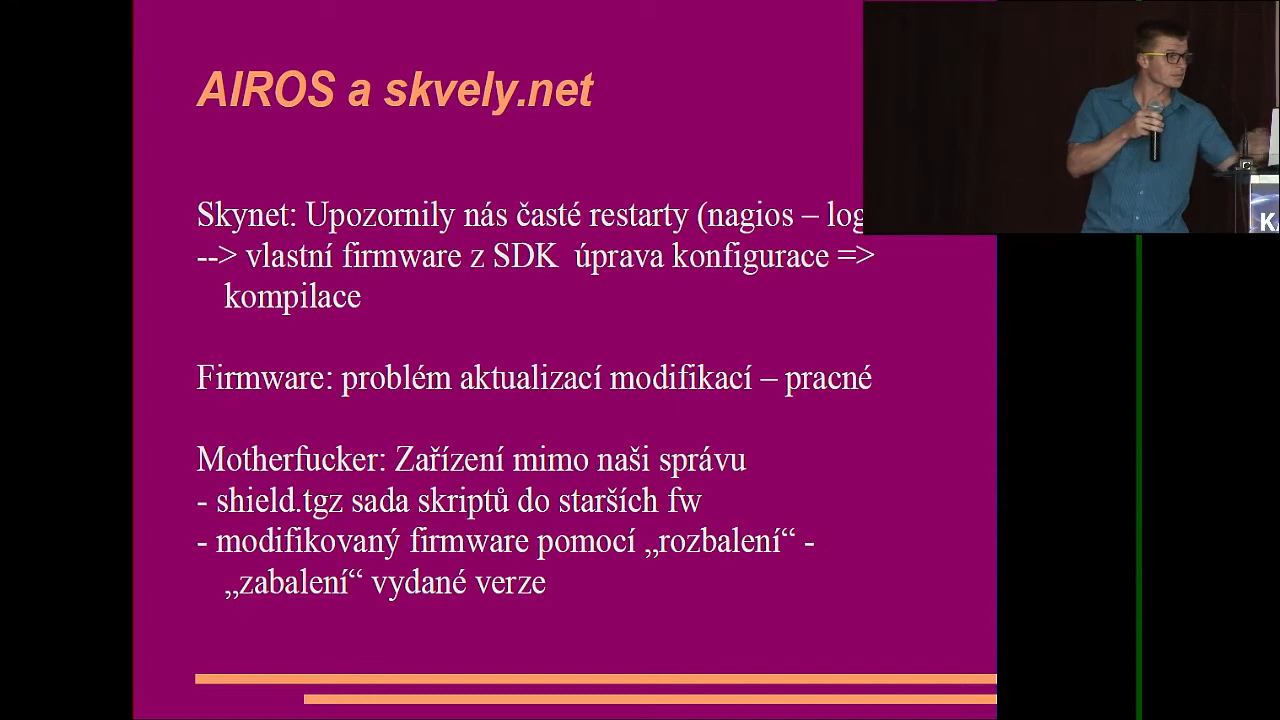 AIROS a skvely.net
Skynet: Upozornily nás časté restarty (nagios – log
--> vlastní firmware z SDK úprava konfigurace =>
kompilace
Firmware: problém aktualizací modifikací – pracné
Motherfucker: Zařízení mimo naši správu
- shield.tgz sada skriptů do starších fw
- modifikovaný firmware pomocí „rozbalení“ -
„zabalení“ vydané verze